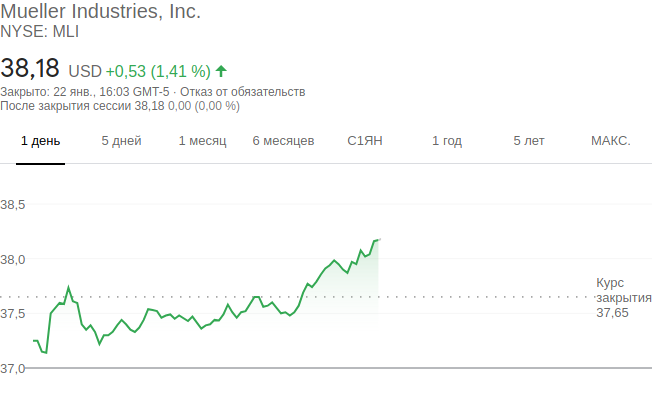 Mueller Industries, Inc.
NYSE: MLI
38,18 USD +0,53 (1,41 %)
Закрыто: 22 янв., 16:03 GMT-5 · Отказ от обязательств
После закрытия сессии 38,18 0,00 (0,00 %)
1 день 5 дней 1 месяц 6 месяцев С1ЯН 1 год 5 лет МАКС.
38,5
38,0
Курс
закрытия
37,65
37,5
37,0